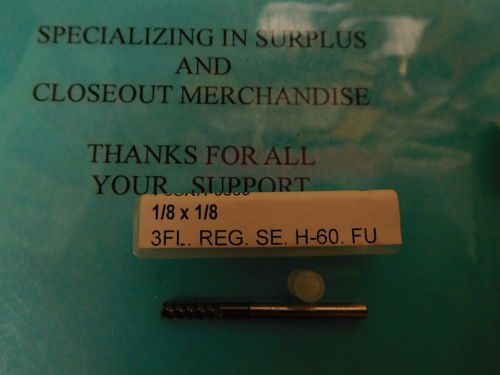 SPECIALIZING IN SURPLUS
AND
CLOSEOUT MERCHANDISE
THANKS FOR ALL
YOUR SUPPORT
1/8 x 1/8
3FL. REG. SE. H-60. FU